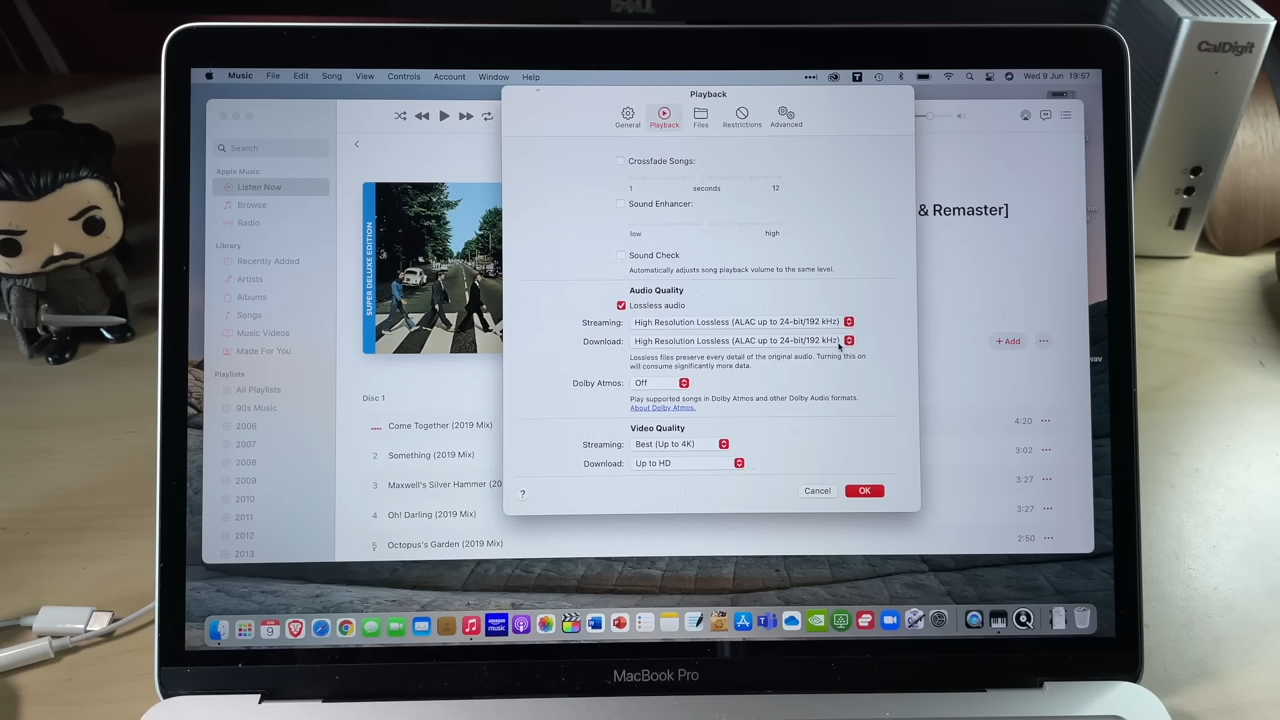 DELL
CalDigit
Music File Edit Song View Controls Account Window Help
Wed 9 Jun 19:57
Playback
General Playback Files Restrictions Advanced
Search
Apple Music
Listen Now
Browse
Radio
Library
Recently Added
Artists
Albums
Songs
Music Videos
Made For You
Playlists
All Playlists
90s Music
2006
2007
2008
2009
2010
2011
2012
2013
SUPER DELUXE EDITION
Disc 1
Come Together (2019 Mix)
2 Something (2019 Mix)
3 Maxwell's Silver Hammer (20
4 Oh! Darling (2019 Mix)
5 Octopus's Garden (2019 Mix)
Crossfade Songs:
1 seconds 12
Sound Enhancer:
low high
Sound Check
Automatically adjusts song playback volume to the same level.
Audio Quality
Lossless audio
Streaming: High Resolution Lossless (ALAC up to 24-bit/192 kHz)
Download: High Resolution Lossless (ALAC up to 24-bit/192 kHz)
Lossless files preserve every detail of the original audio. Turning this on
will consume significantly more data.
Dolby Atmos: Off
Play supported songs in Dolby Atmos and other Dolby Audio formats.
About Dolby Atmos.
Video Quality
Streaming: Best (Up to 4K)
Download: Up to HD
? Cancel OK
& Remaster]
+ Add
wav
4:20
3:02
3:27
3:27
2:50
JUN
9
amazon
music
MacBook Pro